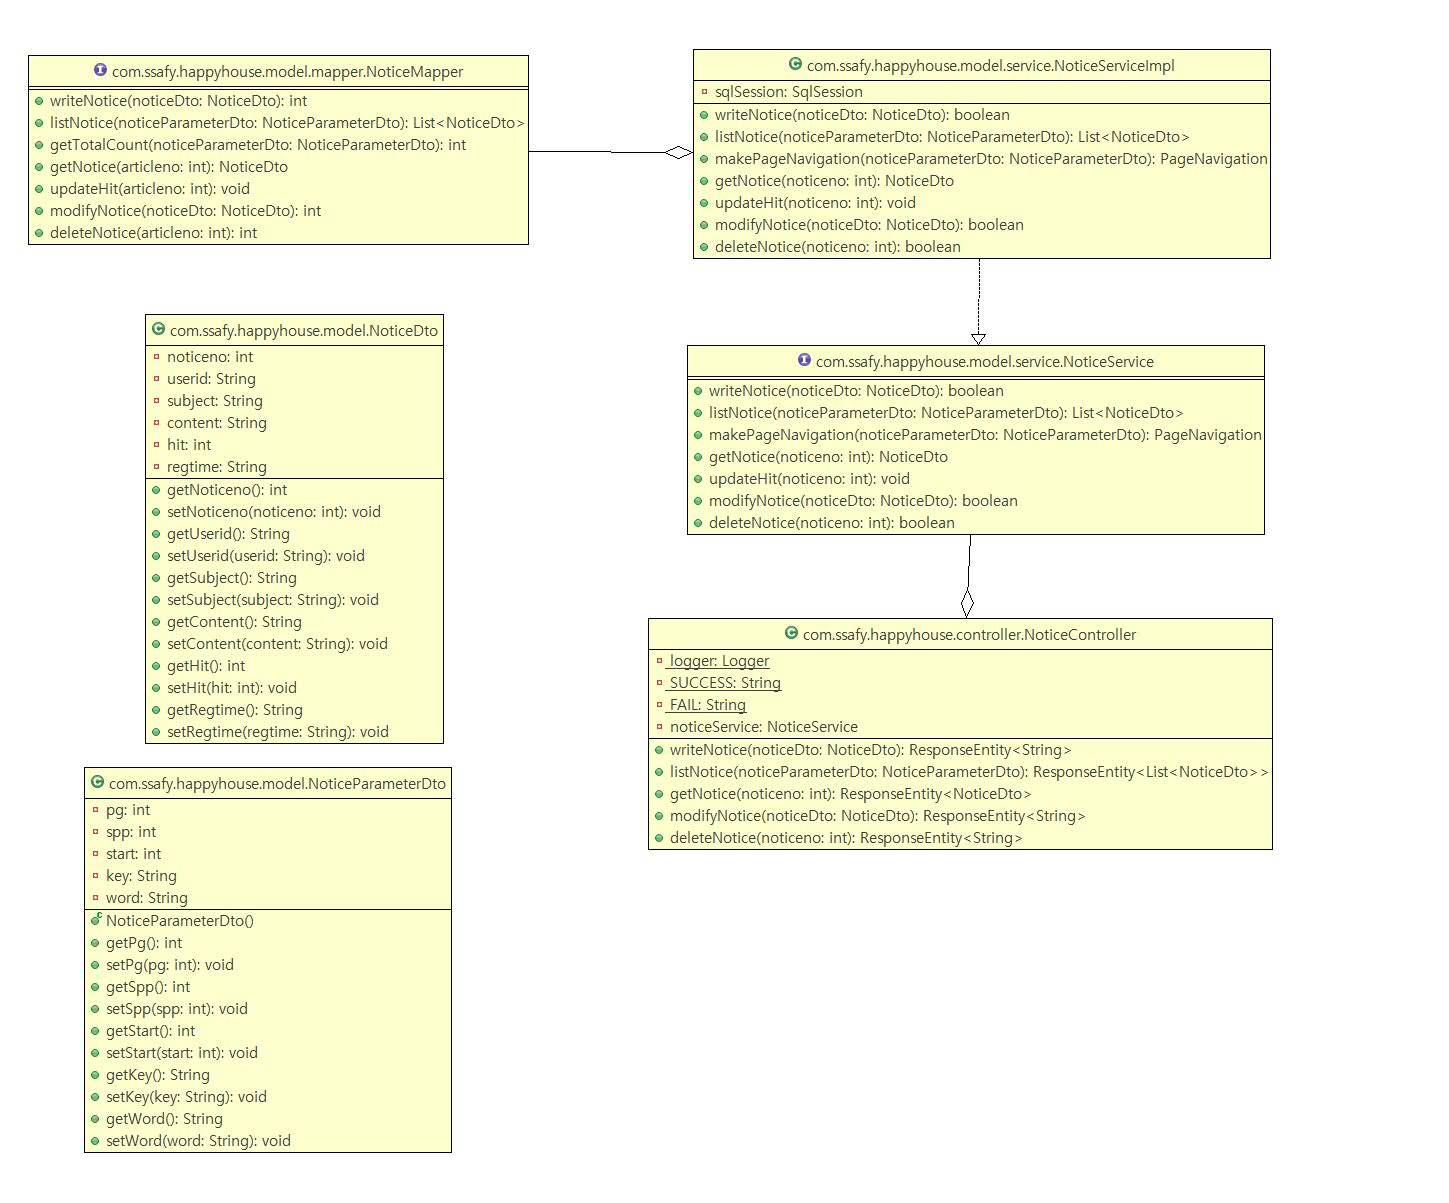 com.ssafy.happyhouse.model.mapper.NoticeMapper
writeNotice(noticeDto: NoticeDto): int
listNotice(noticeParameterDto: NoticeParameterDto): List<NoticeDto>
getTotalCount(noticeParameterDto: NoticeParameterDto): int
getNotice(articleno: int): NoticeDto
updateHit(articleno: int): void
modifyNotice(noticeDto: NoticeDto): int
deleteNotice(articleno: int): int
com.ssafy.happyhouse.model.service.NoticeServiceImpl
sqlSession: SqlSession
writeNotice(noticeDto: NoticeDto): boolean
listNotice(noticeParameterDto: NoticeParameterDto): List<NoticeDto>
makePageNavigation(noticeParameterDto: NoticeParameterDto): PageNavigation
getNotice(noticeno: int): NoticeDto
updateHit(noticeno: int): void
modifyNotice(noticeDto: NoticeDto): boolean
deleteNotice(noticeno: int): boolean
com.ssafy.happyhouse.model.NoticeDto
noticeno: int
userid: String
subject: String
content: String
hit: int
regtime: String
getNoticeno(): int
setNoticeno(noticeno: int): void
getUserid(): String
setUserid(userid: String): void
getSubject(): String
setSubject(subject: String): void
getContent(): String
setContent(content: String): void
getHit(): int
setHit(hit: int): void
getRegtime(): String
setRegtime(regtime: String): void
com.ssafy.happyhouse.model.service.NoticeService
writeNotice(noticeDto: NoticeDto): boolean
listNotice(noticeParameterDto: NoticeParameterDto): List<NoticeDto>
makePageNavigation(noticeParameterDto: NoticeParameterDto): PageNavigation
getNotice(noticeno: int): NoticeDto
updateHit(noticeno: int): void
modifyNotice(noticeDto: NoticeDto): boolean
deleteNotice(noticeno: int): boolean
com.ssafy.happyhouse.controller.NoticeController
logger: Logger
SUCCESS: String
FAIL: String
noticeService: NoticeService
writeNotice(noticeDto: NoticeDto): ResponseEntity<String>
listNotice(noticeParameterDto: NoticeParameterDto): ResponseEntity<List<NoticeDto>>
getNotice(noticeno: int): ResponseEntity<NoticeDto>
modifyNotice(noticeDto: NoticeDto): ResponseEntity<String>
deleteNotice(noticeno: int): ResponseEntity<String>
com.ssafy.happyhouse.model.NoticeParameterDto
pg: int
spp: int
start: int
key: String
word: String
NoticeParameterDto()
getPg(): int
setPg(pg: int): void
getSpp(): int
setSpp(spp: int): void
getStart(): int
setStart(start: int): void
getKey(): String
setKey(key: String): void
getWord(): String
setWord(word: String): void